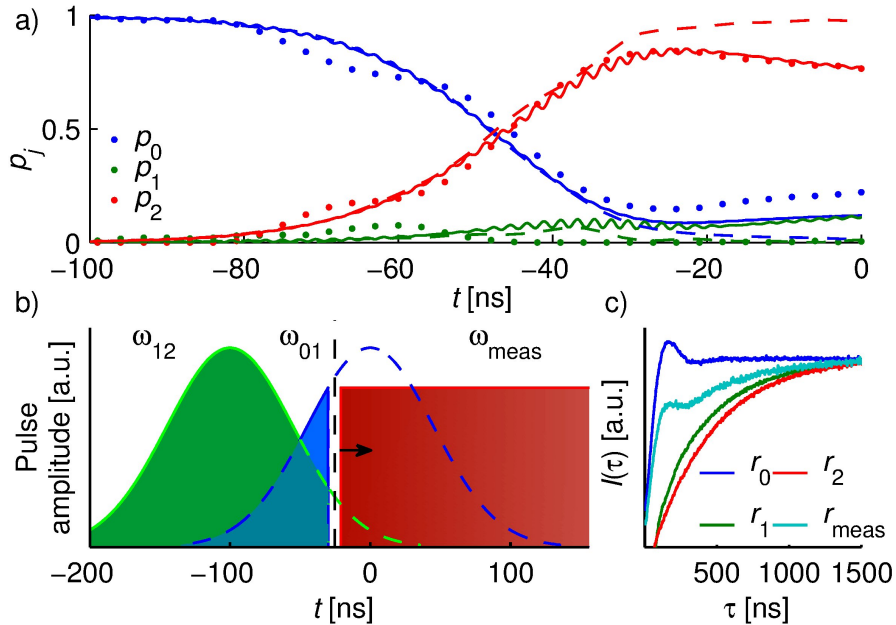 a)
1
0.5
0
p_j
p_0
p_1
p_2
−100 −80 −60 −40 −20 0
t [ns]
b)
ω_12 ω_01 ω_meas
Pulse
amplitude [a.u.]
−200 −100 0 100
t [ns]
c)
I(τ) [a.u.]
r_0 r_2
r_1 r_meas
500 1000 1500
τ [ns]